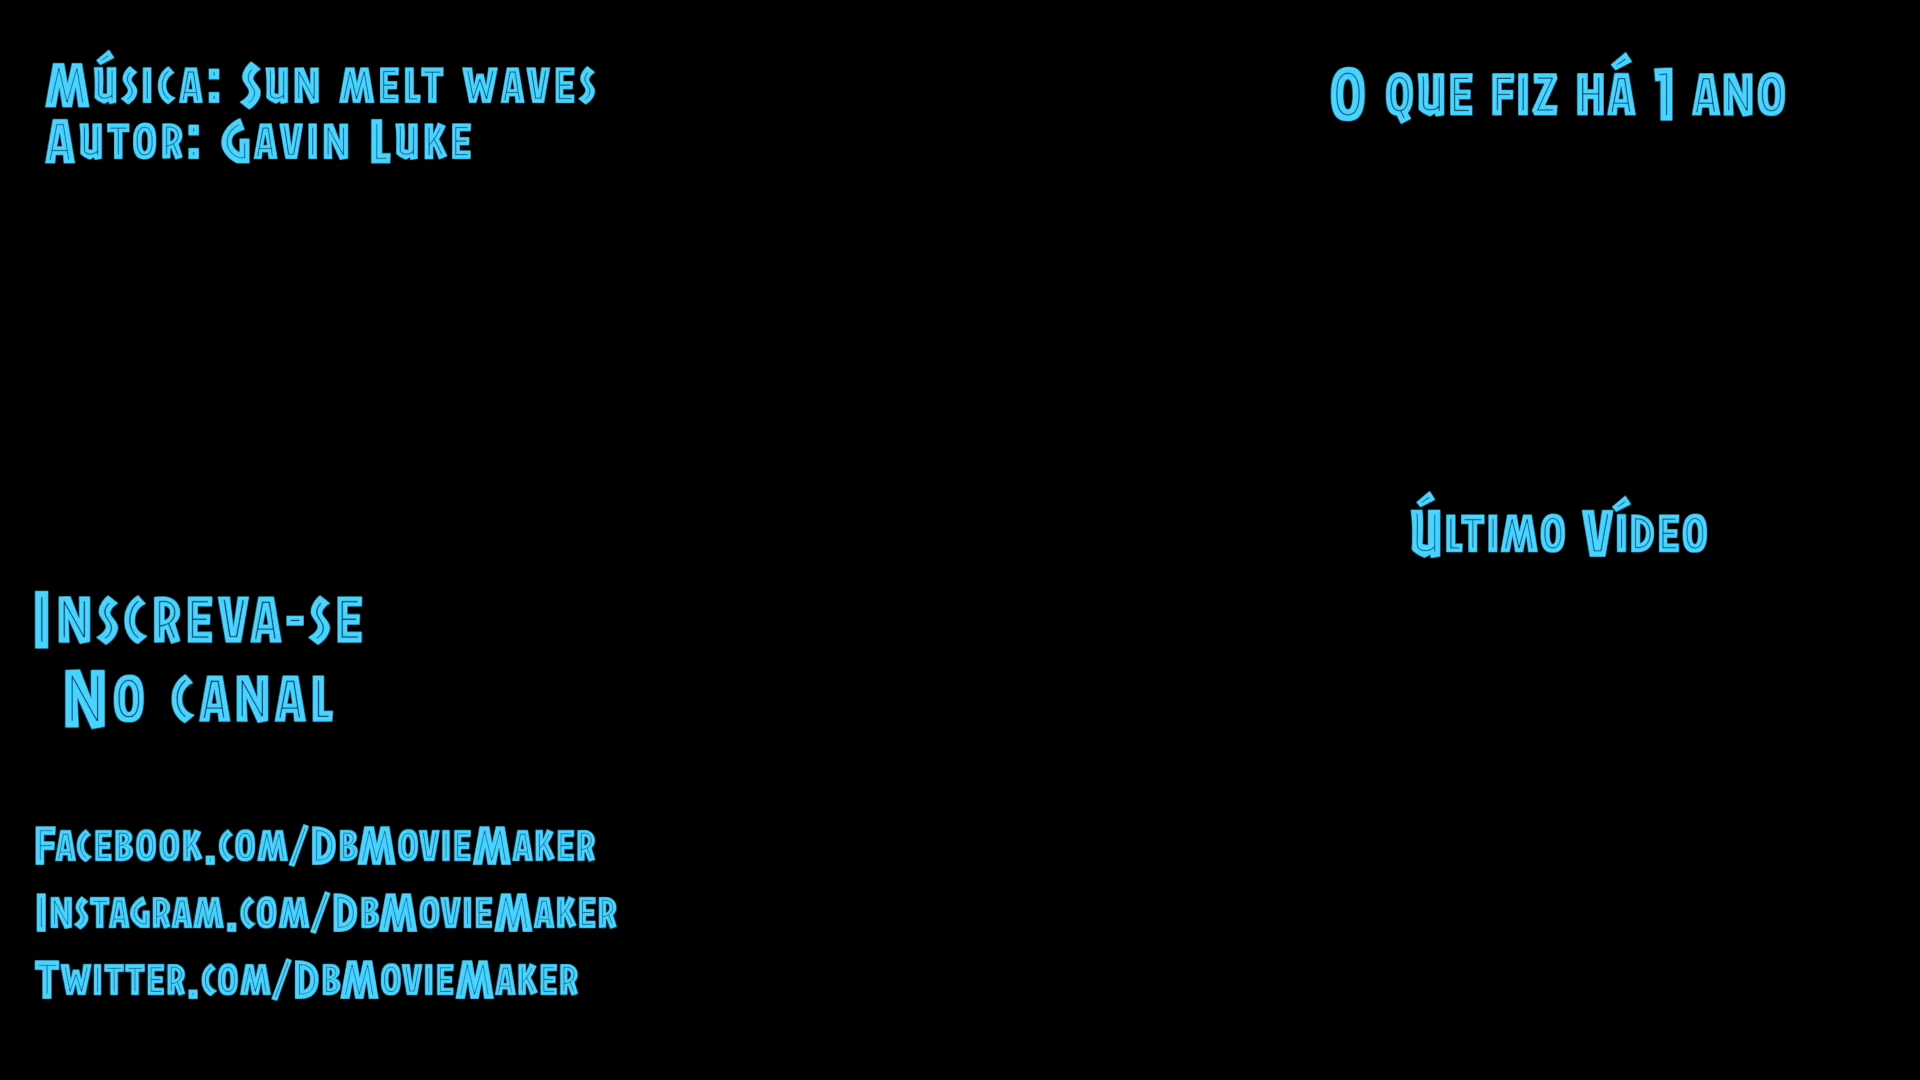 Música: Sun melt waves
Autor: Gavin Luke
O que fiz há 1 ano
Último Vídeo
Inscreva-se
No canal
Facebook.com/DbMovieMaker
Instagram.com/DbMovieMaker
Twitter.com/DbMovieMaker